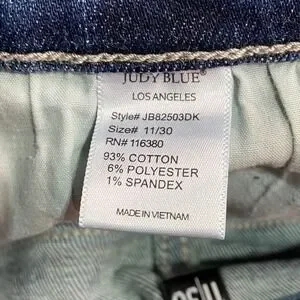 JUDY BLUE®
LOS ANGELES
Style# JB82503DK
Size# 11/30
RN# 116380
93% COTTON
6% POLYESTER
1% SPANDEX
MADE IN VIETNAM